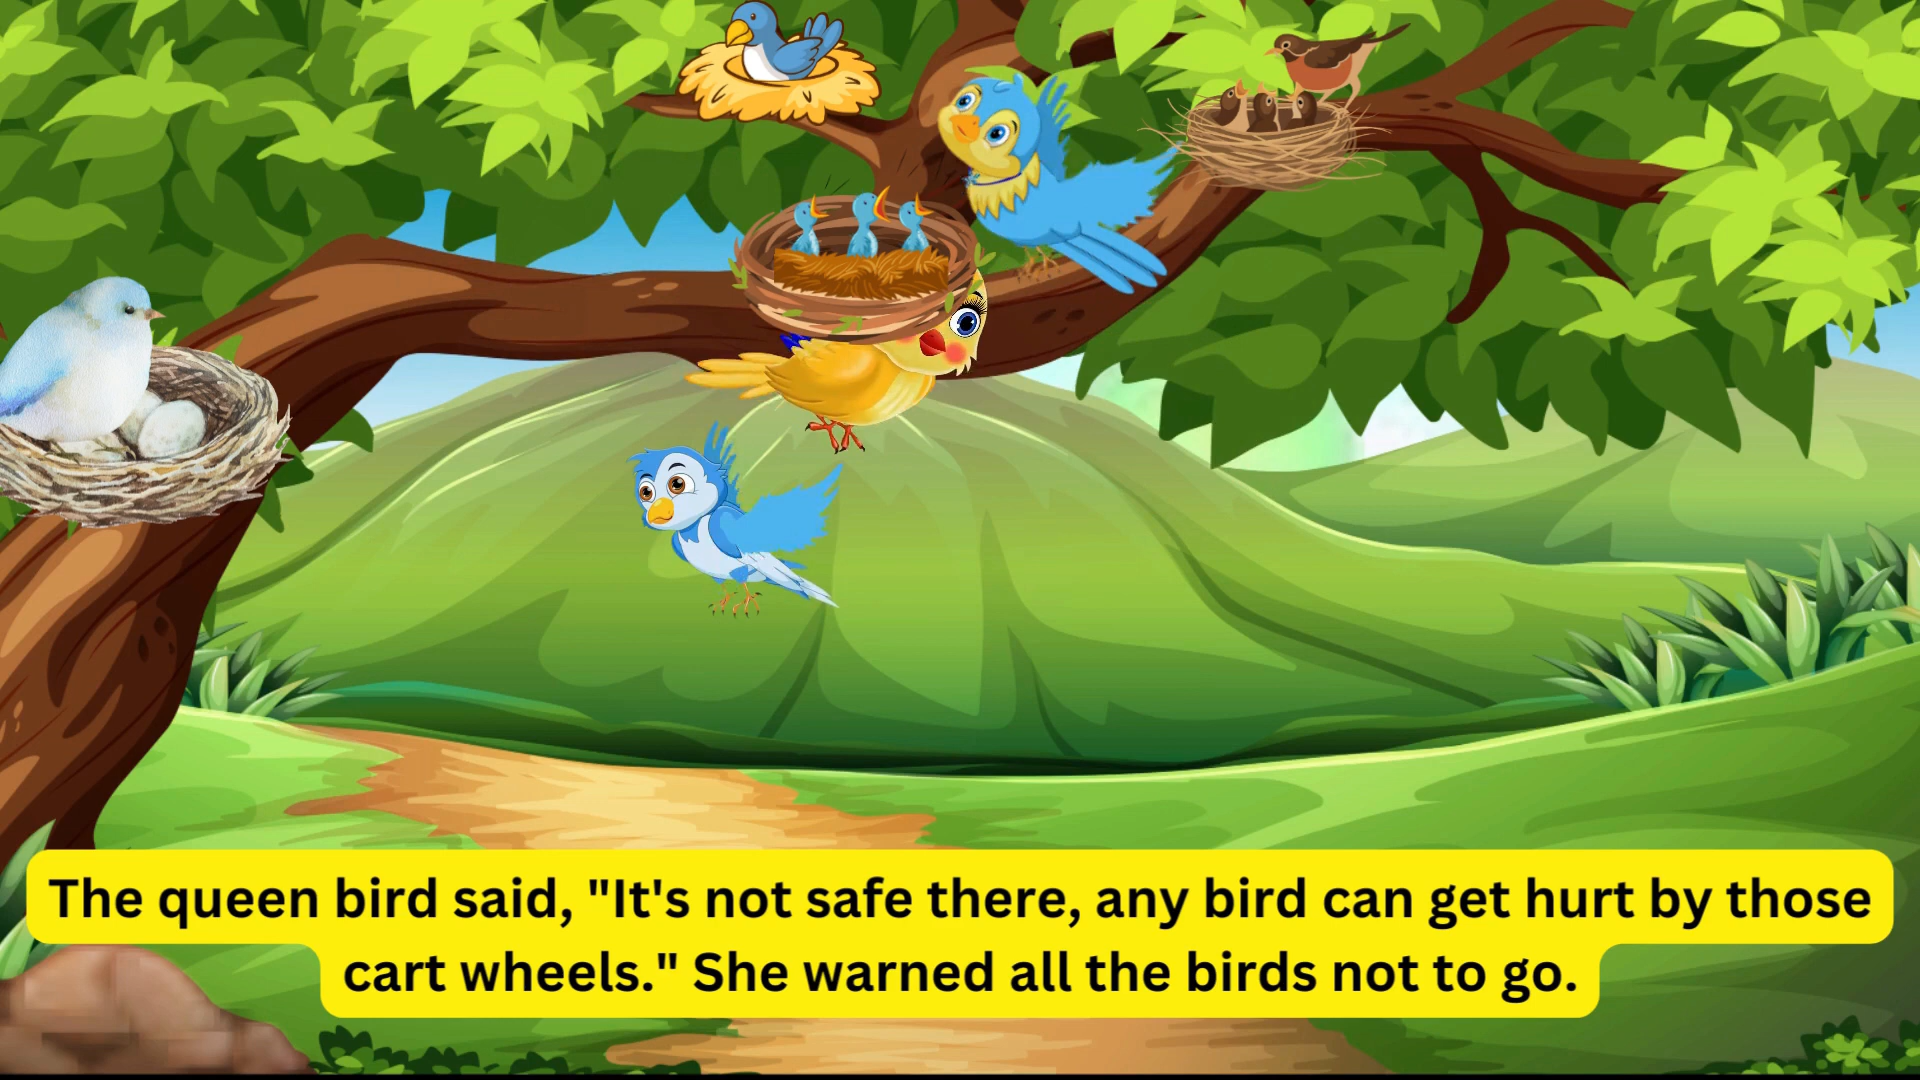 The queen bird said, "It's not safe there, any bird can get hurt by those
cart wheels." She warned all the birds not to go.